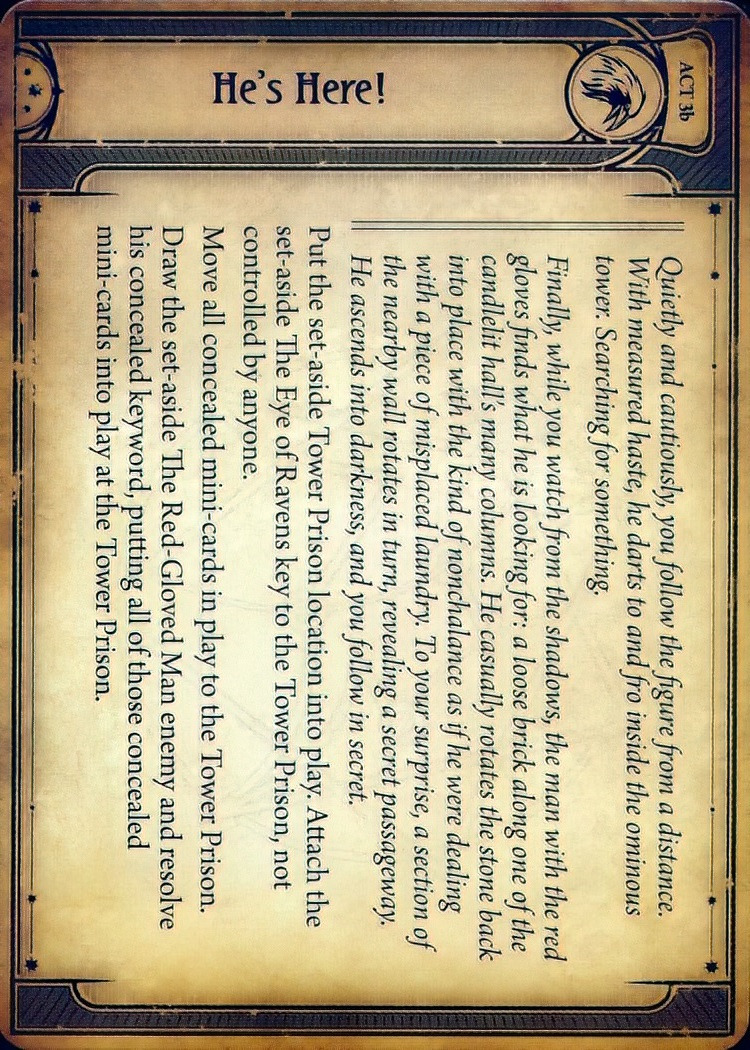 ACT 3b
He's Here!
Quietly and cautiously, you follow the figure from a distance.
With measured haste, he darts to and fro inside the ominous
tower. Searching for something.
Finally, while you watch from the shadows, the man with the red
gloves finds what he is looking for: a loose brick along one of the
candlelit hall's many columns. He casually rotates the stone back
into place with the kind of nonchalance as if he were dealing
with a piece of misplaced laundry. To your surprise, a section of
the nearby wall rotates in turn, revealing a secret passageway.
He ascends into darkness, and you follow in secret.
Put the set-aside Tower Prison location into play. Attach the
set-aside The Eye of Ravens key to the Tower Prison, not
controlled by anyone.
Move all concealed mini-cards in play to the Tower Prison.
Draw the set-aside The Red-Gloved Man enemy and resolve
his concealed keyword, putting all of those concealed
mini-cards into play at the Tower Prison.